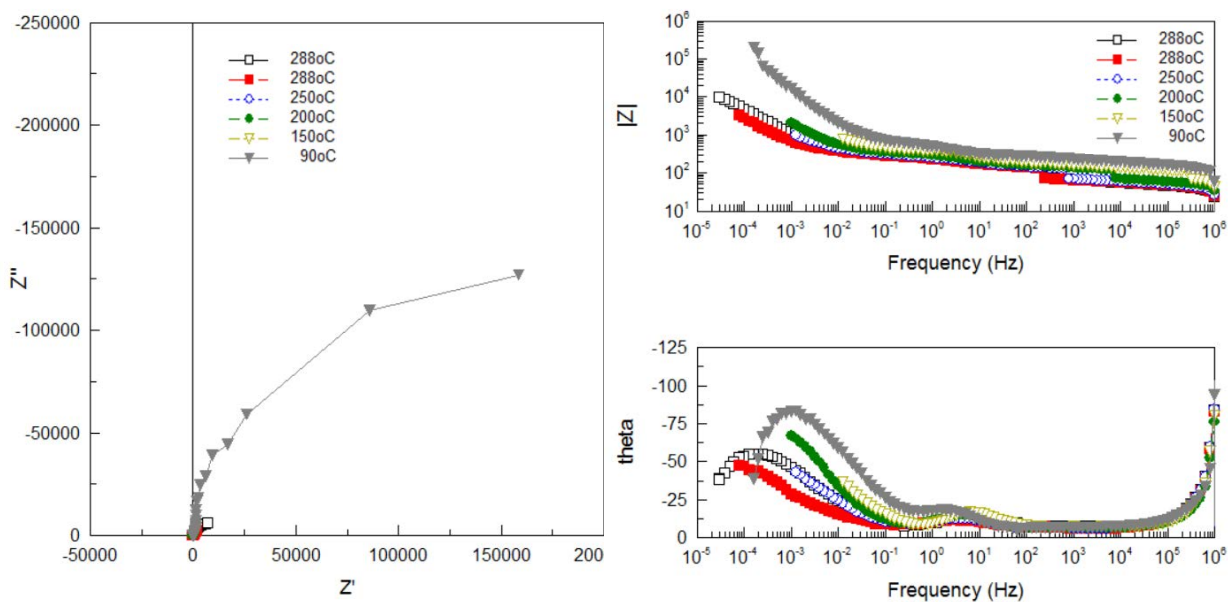 -250000
-200000
-150000
-100000
-50000
0
Z''
-50000
0
50000
100000
150000
200
Z'
288oC
288oC
250oC
200oC
150oC
90oC
10⁶
10⁵
10⁴
10³
10²
10¹
|Z|
10⁻⁵ 10⁻⁴ 10⁻³ 10⁻² 10⁻¹ 10⁰ 10¹ 10² 10³ 10⁴ 10⁵ 10⁶
Frequency (Hz)
288oC
288oC
250oC
200oC
150oC
90oC
-125
-100
-75
-50
-25
0
theta
10⁻⁵ 10⁻⁴ 10⁻³ 10⁻² 10⁻¹ 10⁰ 10¹ 10² 10³ 10⁴ 10⁵ 10⁶
Frequency (Hz)